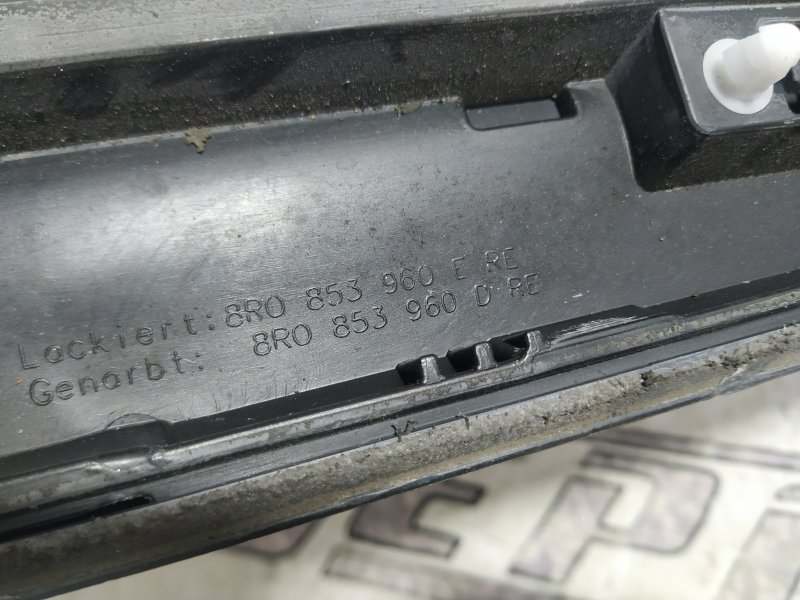 Lackiert: 8R0 853 960 E RE
Genarbt: 8R0 853 960 D RE